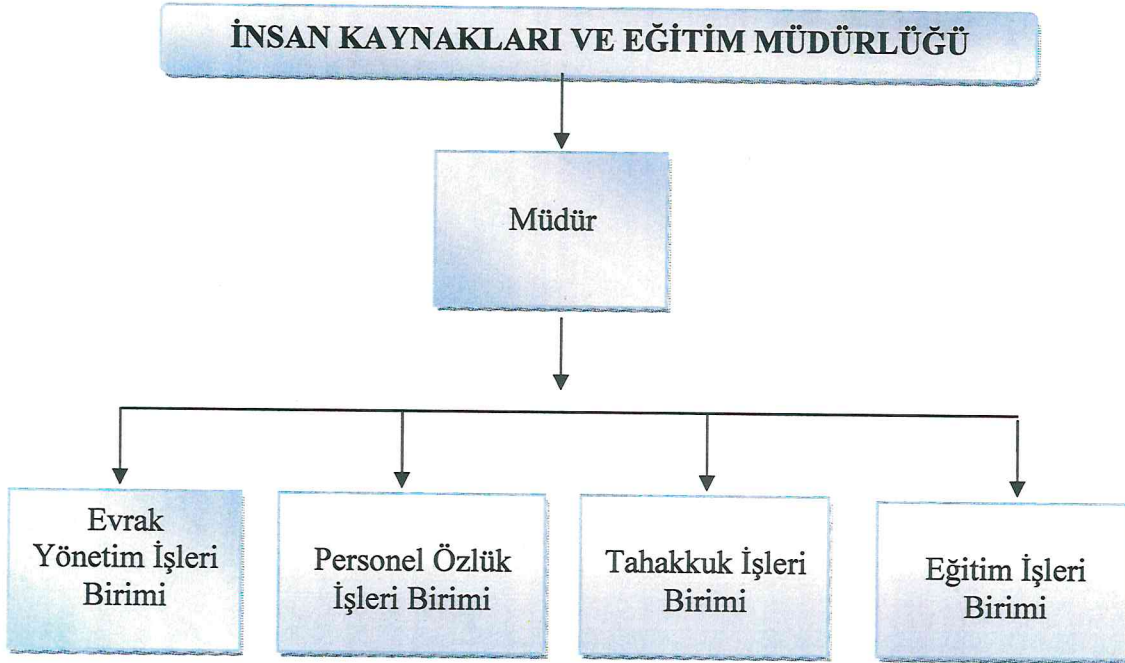 İNSAN KAYNAKLARI VE EĞİTİM MÜDÜRLÜĞÜ
Müdür
Evrak
Yönetim İşleri
Birimi
Personel Özlük
İşleri Birimi
Tahakkuk İşleri
Birimi
Eğitim İşleri
Birimi